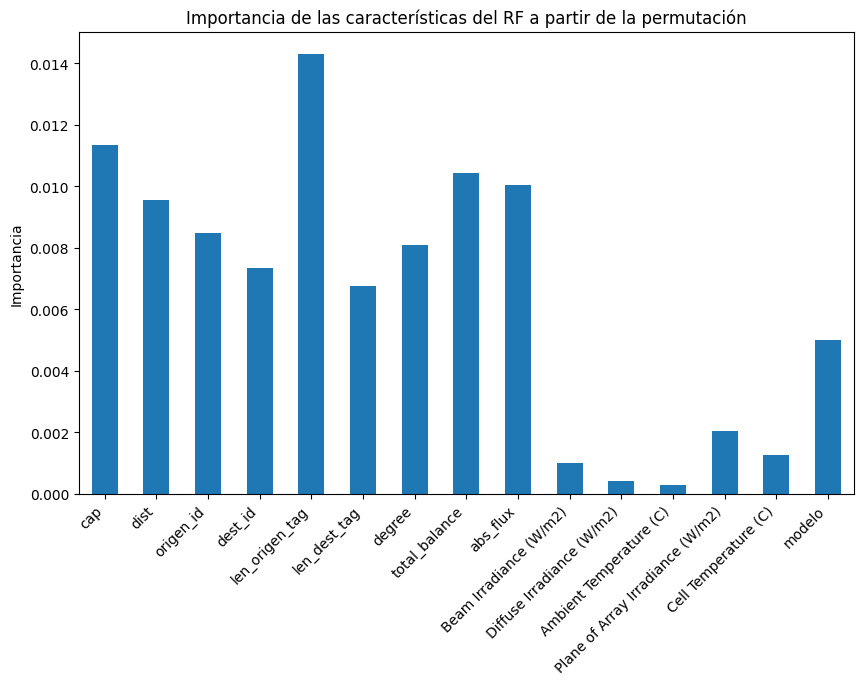 Importancia de las características del RF a partir de la permutación
Importancia
0.014
0.012
0.010
0.008
0.006
0.004
0.002
0.000
cap
dist
origen_id
dest_id
len_origen_tag
len_dest_tag
degree
total_balance
abs_flux
Beam Irradiance (W/m2)
Diffuse Irradiance (W/m2)
Ambient Temperature (C)
Plane of Array Irradiance (W/m2)
Cell Temperature (C)
modelo